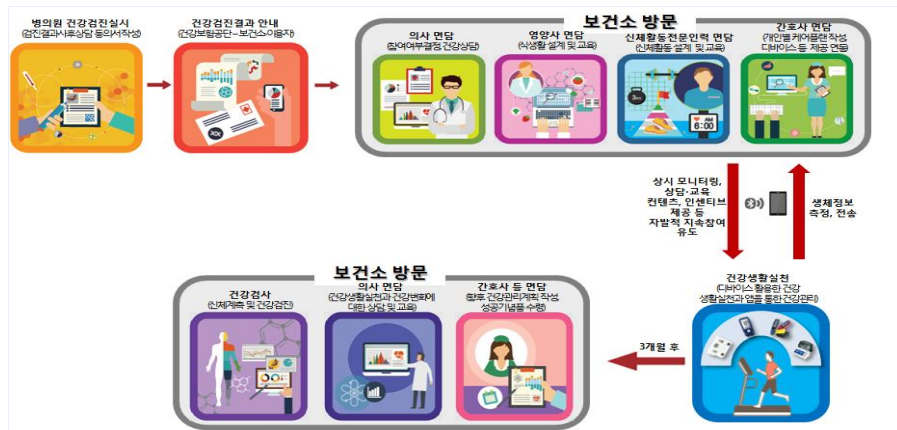 병의원 건강검진실시
(검진결과사후상담 동의서작성)
건강검진결과 안내
(건강보험공단→보건소이용자)
보건소 방문
의사 면담
(참여여부결정, 건강상담)
영양사 면담
(식생활 설계 및 교육)
신체활동전문인력 면담
(신체활동 설계 및 교육)
간호사 면담
(개인별 케어플랜 작성
디바이스 등 제공 연동)
AM
6:00
상시 모니터링,
상담·교육
컨텐츠, 인센티브
제공 등
자발적 지속참여
유도
생체정보
측정, 전송
건강생활실천
(디바이스 활용한 건강
생활실천과 앱을 통한 건강관리)
3개월 후
보건소 방문
건강검사
(신체계측 및 건강검진)
의사 면담
(건강생활실천과 건강변화에
대한 상담 및 교육)
간호사 등 면담
(향후 건강관리계획 작성
성공기념품 수령)